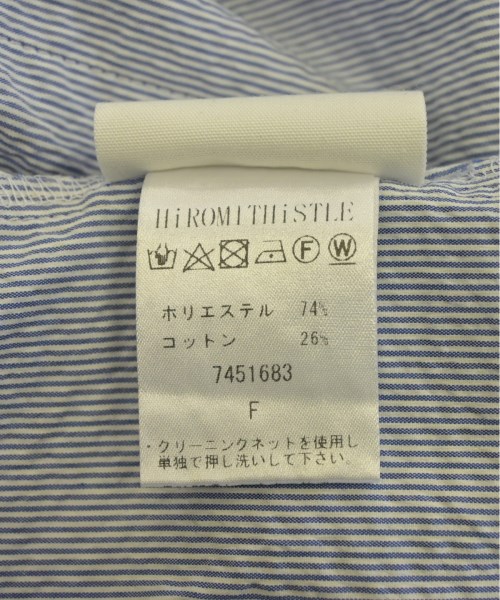 HiROMITHiSTLE
F W
ポリエステル 74%
コットン 26%
7451683
F
・クリーニングネットを使用し
単独で押し洗いして下さい。